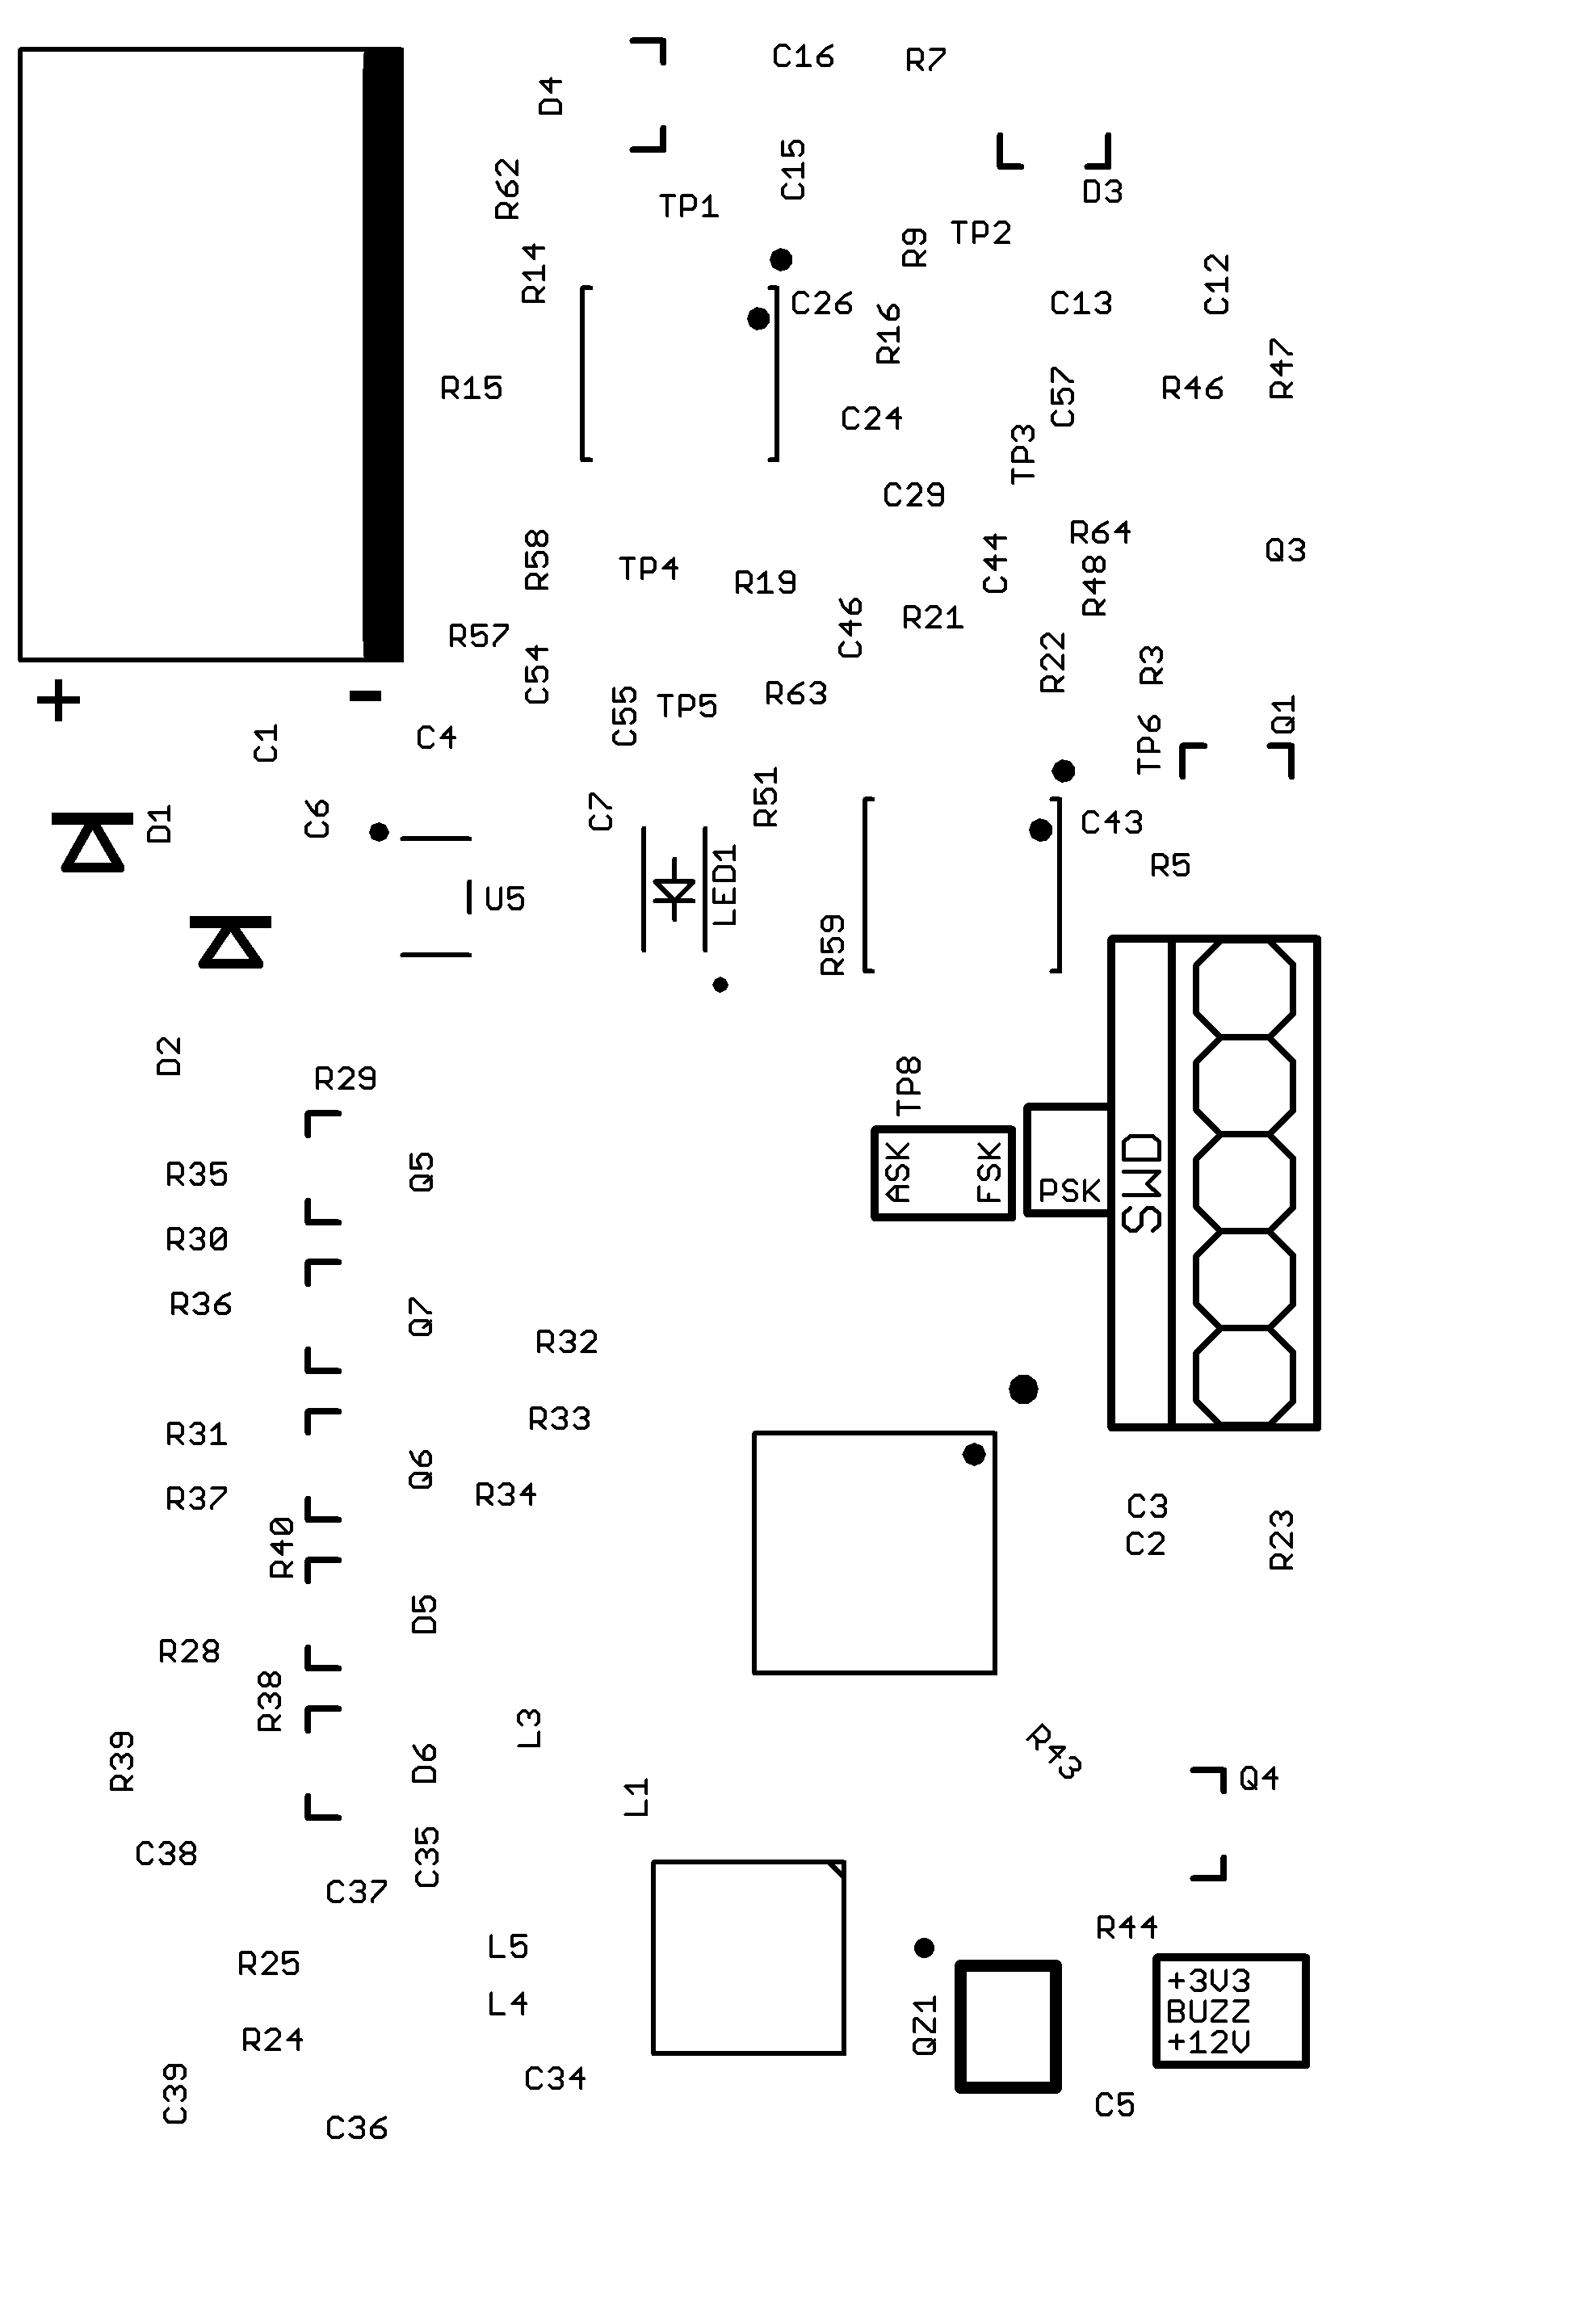 C16
R7
D4
C15
R62
D3
TP1
TP2
R9
R14
C12
C26
C13
R16
R47
R15
R46
C57
C24
TP3
C29
R64
Q3
R58
C44
TP4
R19
R48
R21
C46
R57
R22
R3
C54
R63
TP5
C55
Q1
+
-
C1
C4
TP6
R51
C7
C6
D1
C43
R5
LED1
U5
R59
D2
R29
TP8
Q5
R35
ASK
FSK
PSK
SWD
R30
R36
Q7
R32
R33
R31
Q6
R34
R37
C3
C2
R23
R40
D5
R28
R38
L3
R43
R39
D6
Q4
L1
C38
C35
C37
R44
L5
R25
+3V3
L4
BUZZ
QZ1
R24
+12V
C34
C39
C5
C36